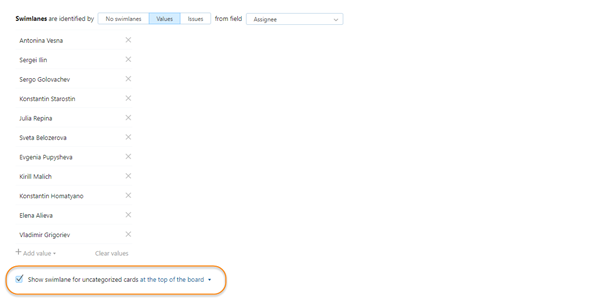 Swimlanes are identified by No swimlanes Values Issues from field Assignee
Antonina Vesna
Sergei Ilin
Sergo Golovachev
Konstantin Starostin
Julia Repina
Sveta Belozerova
Evgenia Pupysheva
Kirill Malich
Konstantin Homatyano
Elena Alieva
Vladimir Grigoriev
Add value Clear values
Show swimlane for uncategorized cards at the top of the board